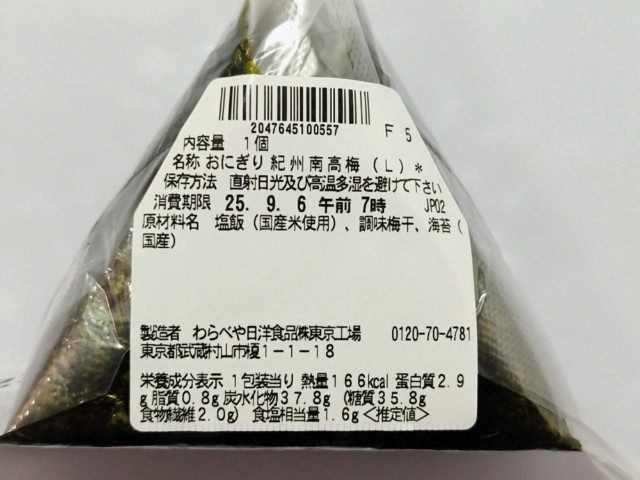 2047645100557
F 5
内容量 1個
名称 おにぎり 紀州南高梅(L)*
保存方法 直射日光及び高温多湿を避けて下さい
消費期限 25. 9. 6 午前 7時 JP02
原材料名 塩飯(国産米使用)、調味梅干、海苔(
国産)
製造者 わらべや日洋食品㈱東京工場 0120-70-4781
東京都武蔵村山市榎1-1-18
栄養成分表示 1包装当り 熱量166kcal 蛋白質2.9
g 脂質0.8g 炭水化物37.8g (糖質35.8g
食物繊維2.0g) 食塩相当量1.6g<推定値>